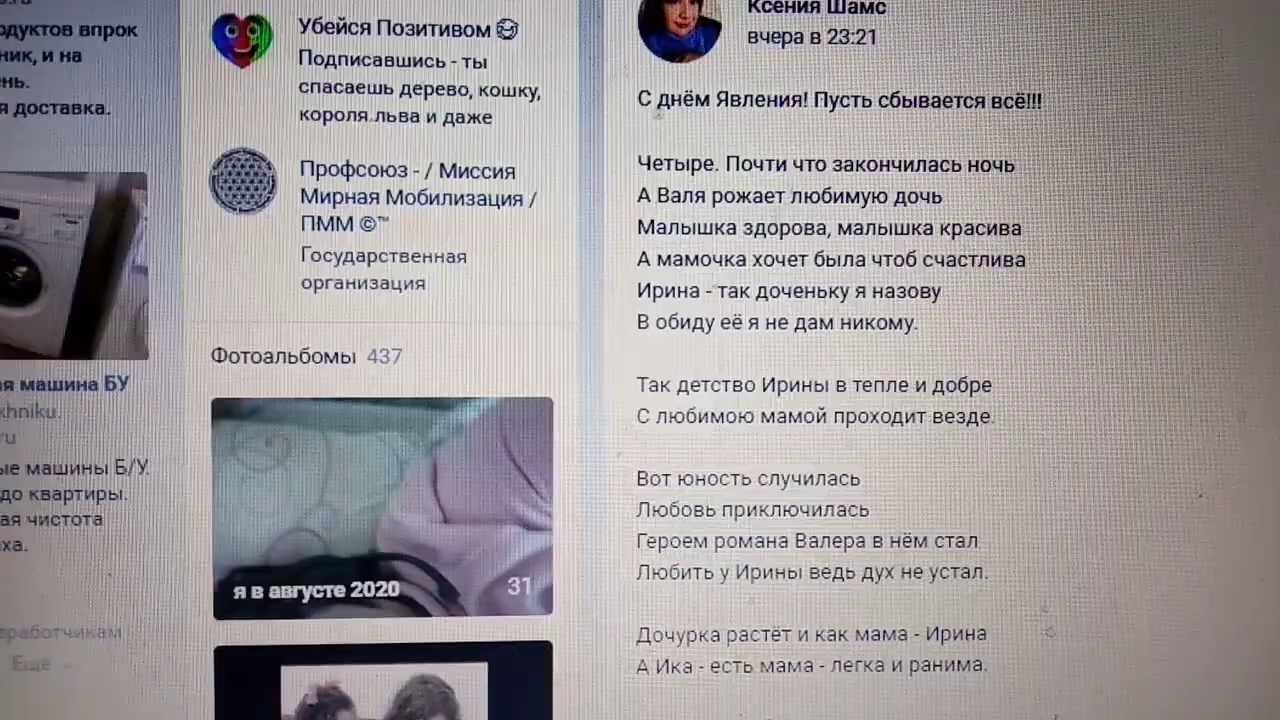 одуктов впрок
ник, и на
нь.
я доставка.
ая машина БУ
khniku.
ru
ые машины Б/У.
до квартиры.
ая чистота
ха.
зработчикам
Ещё
Убейся Позитивом
Подписавшись - ты
спасаешь дерево, кошку,
короля льва и даже
Профсоюз - / Миссия
Мирная Мобилизация /
ПММ ©™
Государственная
организация
Фотоальбомы 437
я в августе 2020 31
Ксения Шамс
вчера в 23:21
С днём Явления! Пусть сбывается всё!!!
Четыре. Почти что закончилась ночь
А Валя рожает любимую дочь
Малышка здорова, малышка красива
А мамочка хочет была чтоб счастлива
Ирина - так доченьку я назову
В обиду её я не дам никому.
Так детство Ирины в тепле и добре
С любимою мамой проходит везде.
Вот юность случилась
Любовь приключилась
Героем романа Валера в нём стал
Любить у Ирины ведь дух не устал.
Дочурка растёт и как мама - Ирина
А Ика - есть мама - легка и ранима.